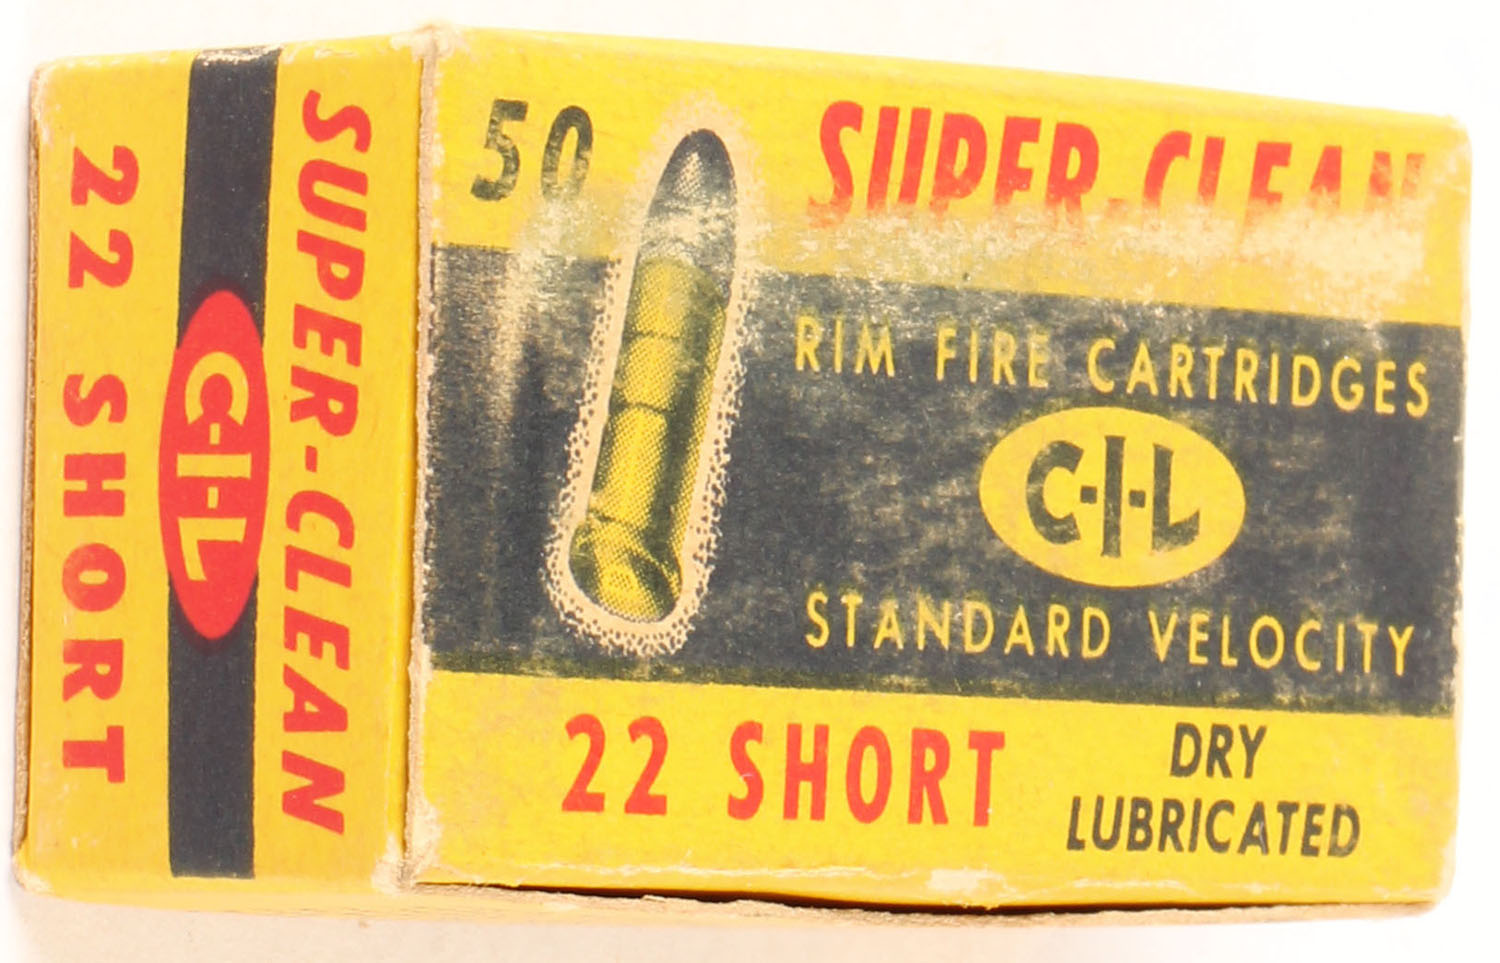 50
SUPER-CLEAN
RIM FIRE CARTRIDGES
C-I-L
STANDARD VELOCITY
22 SHORT
DRY
LUBRICATED
SUPER-CLEAN
C-I-L
22 SHORT